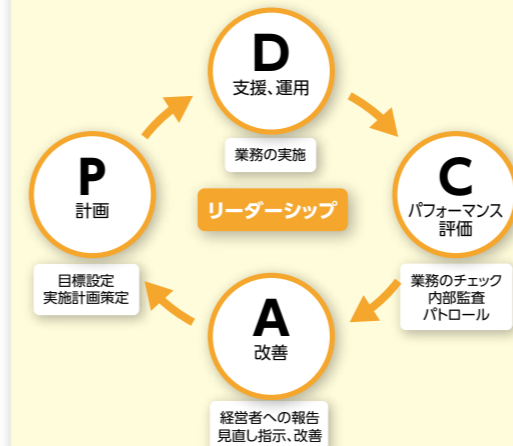 D
支援、運用
業務の実施
P
計画
目標設定
実施計画策定
リーダーシップ
C
パフォーマンス
評価
業務のチェック
内部監査
パトロール
A
改善
経営者への報告
見直し指示、改善